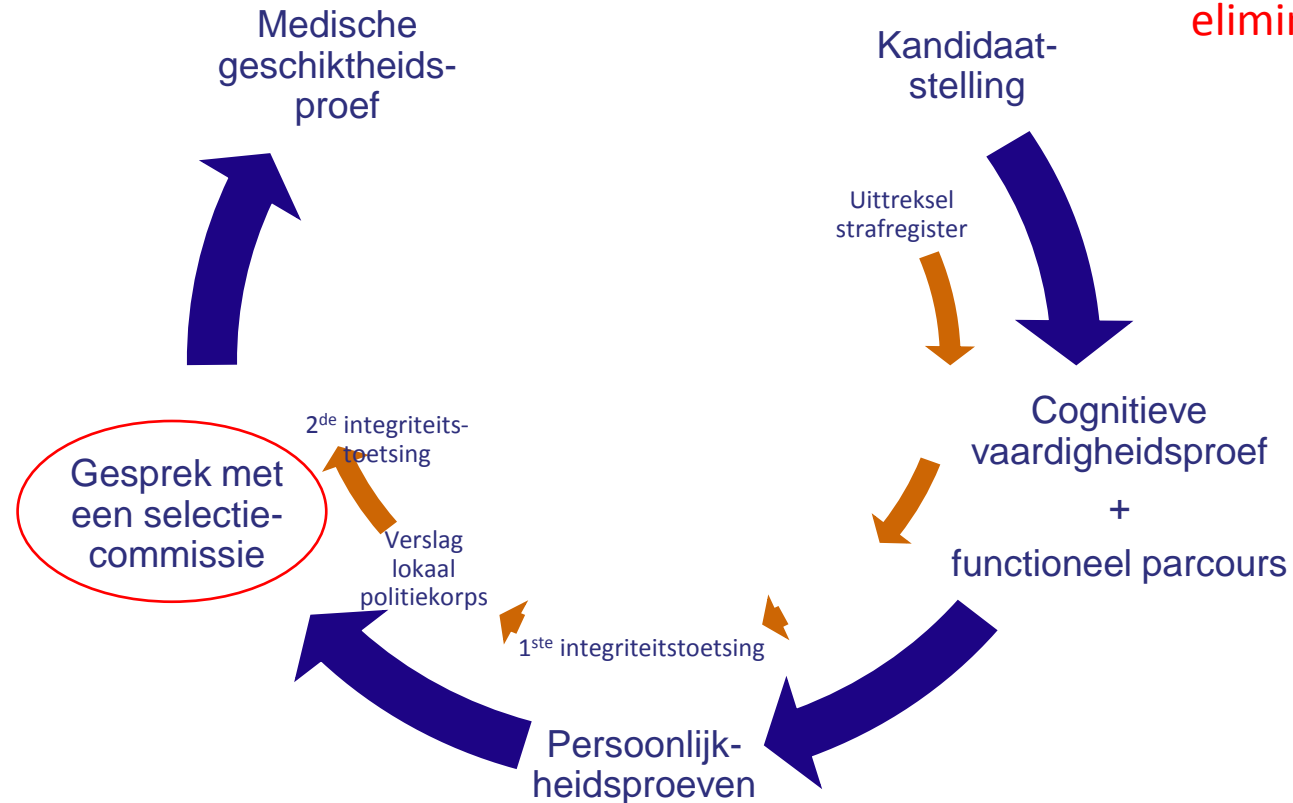 Medische
geschiktheids-
proef
Kandidaat-
stelling
Uittreksel
strafregister
Cognitieve
vaardigheidsproef
+
functioneel parcours
1ste integriteitstoetsing
Persoonlijk-
heidsproeven
Verslag
lokaal
politiekorps
2de integriteits-
toetsing
Gesprek met
een selectie-
commissie